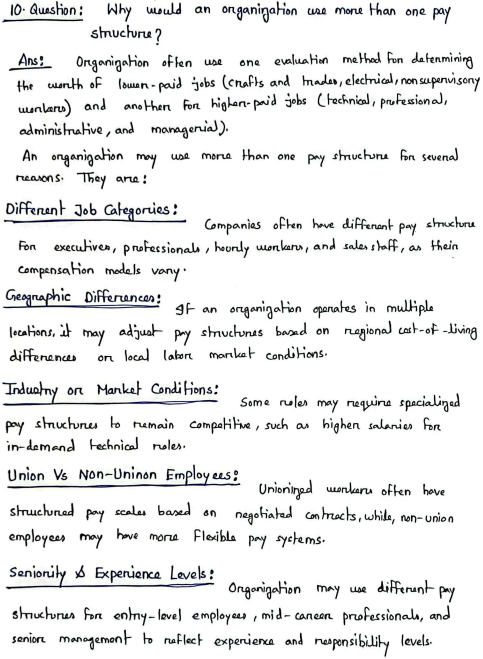 10. Question: Why would an organization use more than one pay
structure?
Ans: Organization often use one evaluation method for determining
the worth of lower-paid jobs (crafts and trades, electrical, nonsupervisory
workers) and another for higher-paid jobs (technical, professional,
administrative, and managerial).
An organization may use more than one pay structure for several
reasons. They are:
Different Job Categories:
Companies often have different pay structure
for executives, professionals, hourly workers, and sales staff, as their
compensation models vary.
Geographic Differences:
If an organization operates in multiple
locations, it may adjust pay structures based on regional cost-of-living
differences or local labor market conditions.
Industry or Market Conditions:
Some roles may require specialized
pay structures to remain competitive, such as higher salaries for
in-demand technical roles.
Union Vs Non-Uninon Employees:
Unionized workers often have
structured pay scales based on negotiated contracts, while, non-union
employees may have more flexible pay systems.
Seniority & Experience Levels:
Organization may use different pay
structures for entry-level employees, mid-career professionals, and
senior management to reflect experience and responsibility levels.